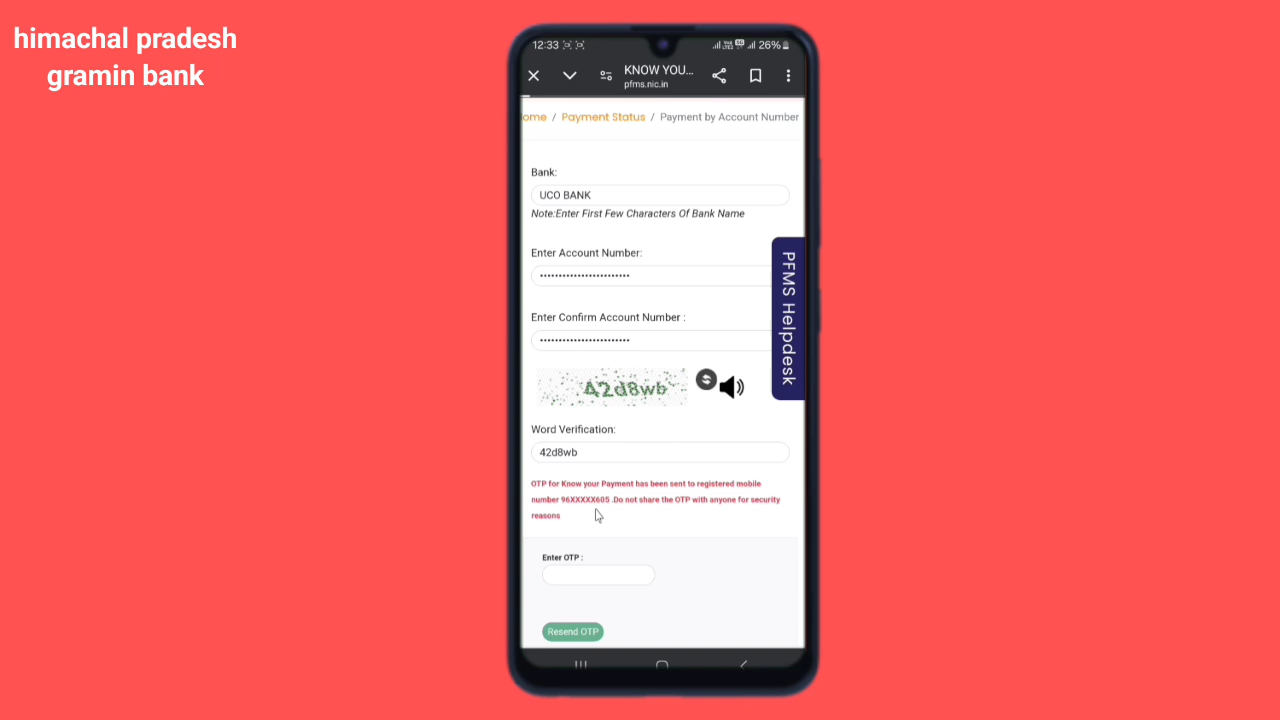 himachal pradesh
gramin bank
12:33
26%
KNOW YOU...
pfms.nic.in
ome / Payment Status / Payment by Account Number
Bank:
UCO BANK
Note:Enter First Few Characters Of Bank Name
Enter Account Number:
••••••••••••••••••••••••
Enter Confirm Account Number :
••••••••••••••••••••••••
42d8wb
Word Verification:
42d8wb
OTP for Know your Payment has been sent to registered mobile
number 96XXXXX605 .Do not share the OTP with anyone for security
reasons
Enter OTP :
Resend OTP
PFMS Helpdesk